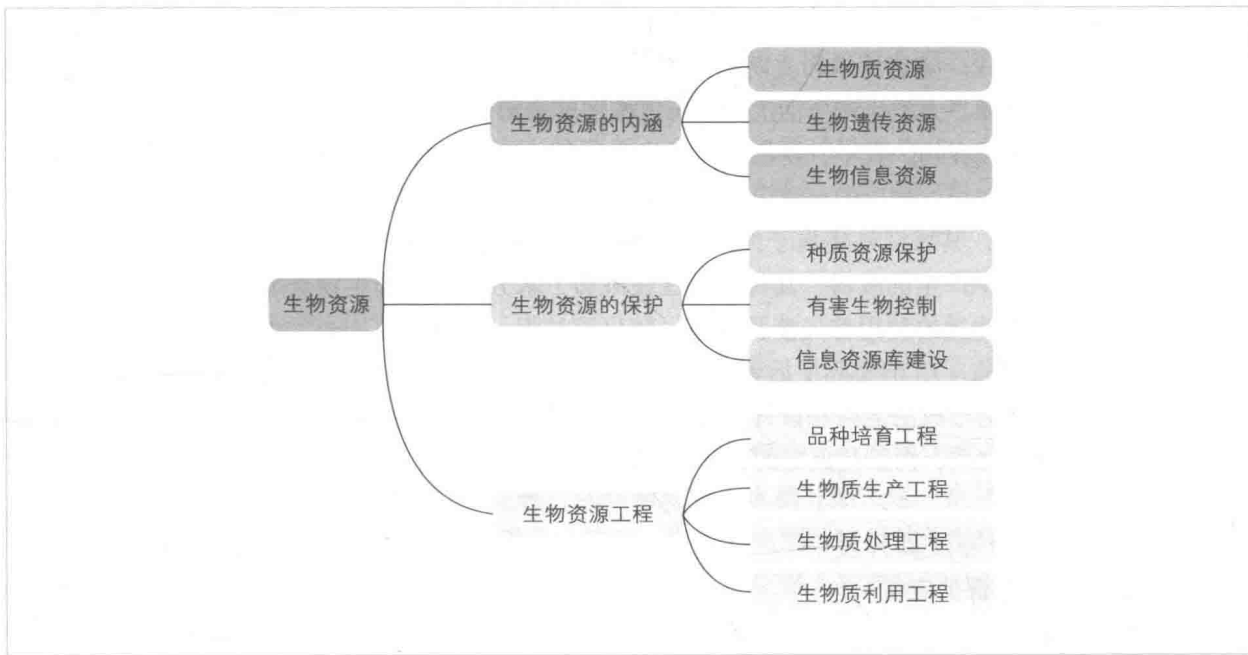 生物资源
生物资源的内涵
生物质资源
生物遗传资源
生物信息资源
生物资源的保护
种质资源保护
有害生物控制
信息资源库建设
生物资源工程
品种培育工程
生物质生产工程
生物质处理工程
生物质利用工程